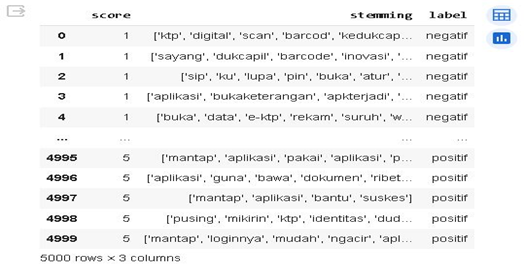 score stemming label
0 1 ['ktp', 'digital', 'scan', 'barcod', 'kedukcap... negatif
1 1 ['sayang', 'dukcapil', 'barcode', 'inovasi', '... negatif
2 1 ['sip', 'ku', 'lupa', 'pin', 'buka', 'atur', '... negatif
3 1 ['aplikasi', 'bukaketerangan', 'apkterjadi', '... negatif
4 1 ['buka', 'data', 'e-ktp', 'rekam', 'suruh', 'w... negatif
... ... ... ...
4995 5 ['mantap', 'aplikasi', 'pakai', 'aplikasi', 'p... positif
4996 5 ['aplikasi', 'guna', 'bawa', 'dokumen', 'ribet... positif
4997 5 ['mantap', 'aplikasi', 'bantu', 'suskes'] positif
4998 5 ['pusing', 'mikirin', 'ktp', 'identitas', 'dud... positif
4999 5 ['mantap', 'loginnya', 'mudah', 'ngacir', 'apl... positif
5000 rows × 3 columns